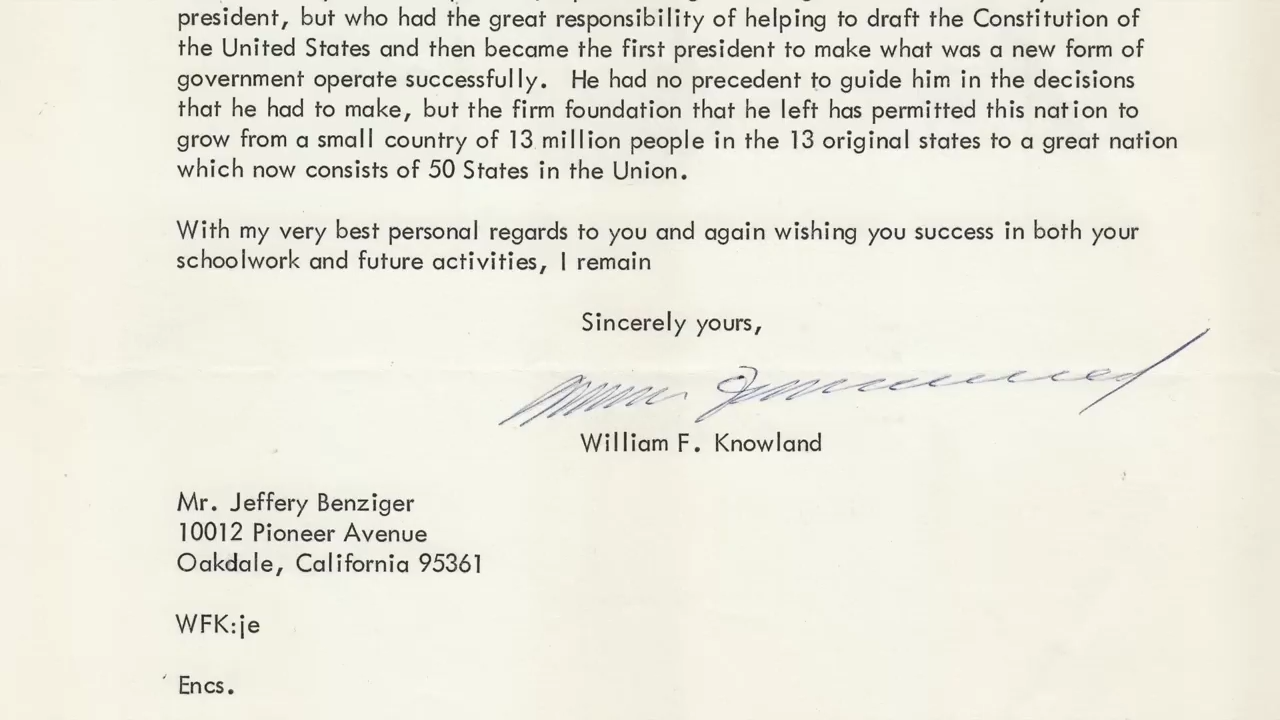 president, but who had the great responsibility of helping to draft the Constitution of
the United States and then became the first president to make what was a new form of
government operate successfully.  He had no precedent to guide him in the decisions
that he had to make, but the firm foundation that he left has permitted this nation to
grow from a small country of 13 million people in the 13 original states to a great nation
which now consists of 50 States in the Union.
With my very best personal regards to you and again wishing you success in both your
schoolwork and future activities, I remain
Sincerely yours,
William F. Knowland
Mr. Jeffery Benziger
10012 Pioneer Avenue
Oakdale, California 95361
WFK:je
Encs.